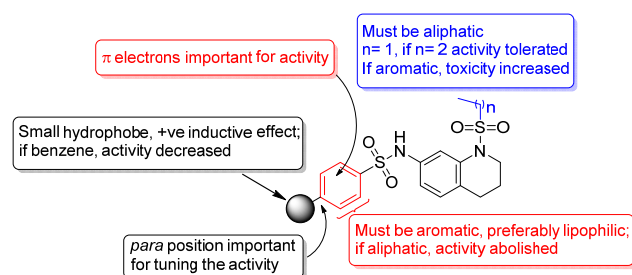 Must be aliphatic
n= 1, if n= 2 activity tolerated
If aromatic, toxicity increased
π electrons important for activity
Small hydrophobe, +ve inductive effect;
if benzene, activity decreased
( ) n
O=S=O
H
N
N
S
O
O
Must be aromatic, preferably lipophilic;
if aliphatic, activity abolished
para position important
for tuning the activity